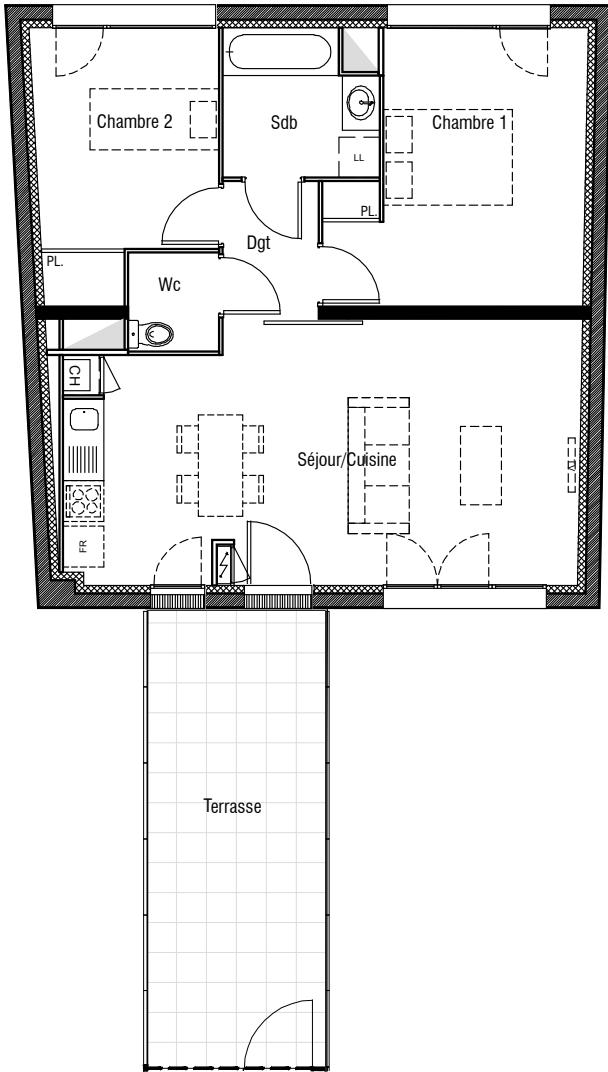 Chambre 2
Sdb
Chambre 1
LL
PL.
Dgt
PL.
Wc
CH
Séjour/Cuisine
FR
Terrasse